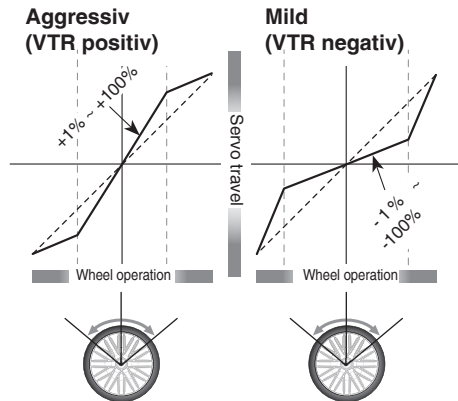 Aggressiv
(VTR positiv)
+1% ~ +100%
Wheel operation
Servo travel
Mild
(VTR negativ)
-1% ~
-100%
Wheel operation